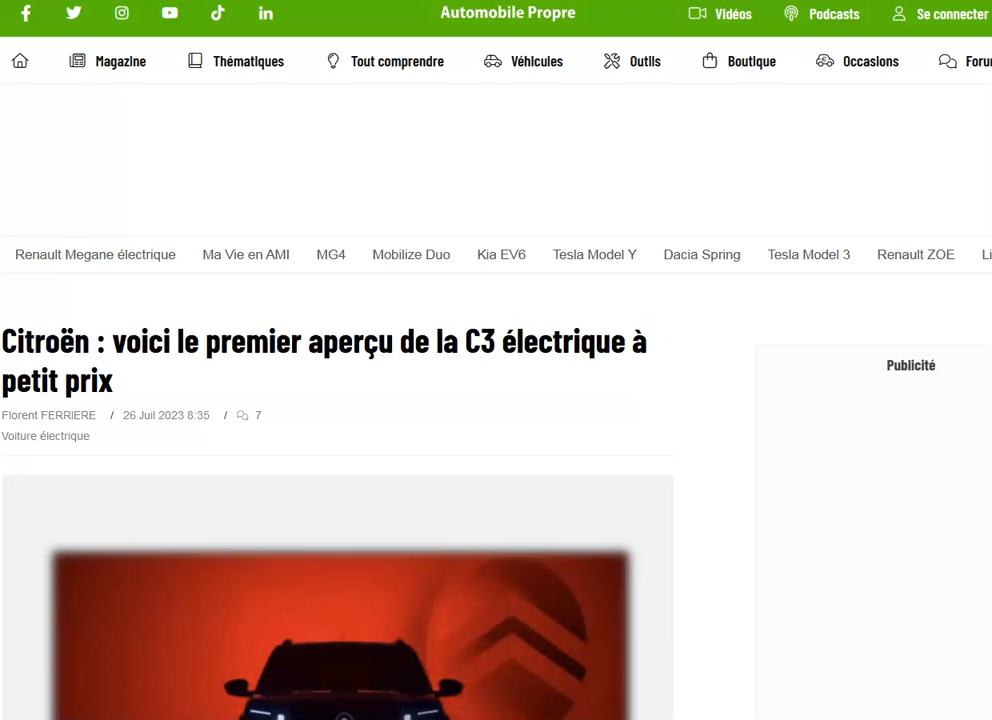 Automobile Propre
Vidéos Podcasts Se connecter
Magazine Thématiques Tout comprendre Véhicules Outils Boutique Occasions
Renault Megane électrique Ma Vie en AMI MG4 Mobilize Duo Kia EV6 Tesla Model Y Dacia Spring Tesla Model 3 Renault ZOE
Citroën : voici le premier aperçu de la C3 électrique à
petit prix
Publicité
Florent FERRIERE / 26 Juil 2023 8:35 / 7
Voiture électrique